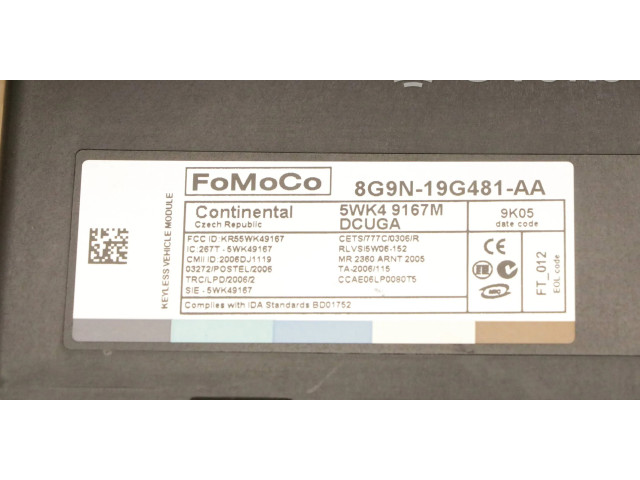 FoMoCo
8G9N-19G481-AA
KEYLESS VEHICLE MODULE
Continental
Czech Republic
5WK4 9167M
DCUGA
9K05
date code
FCC ID:KR55WK49167
IC:267T - 5WK49167
CMII ID:2006DJ1119
03272/POSTEL/2006
TRC/LPD/2006/2
SIE - 5WK49167
CETS/777C/0306/R
RLVSI5W06-152
MR 2360 ARNT 2005
TA-2006/115
CCAE06LP0090T5
CE
FT_012
EOL code
Complies with IDA Standards BD01752